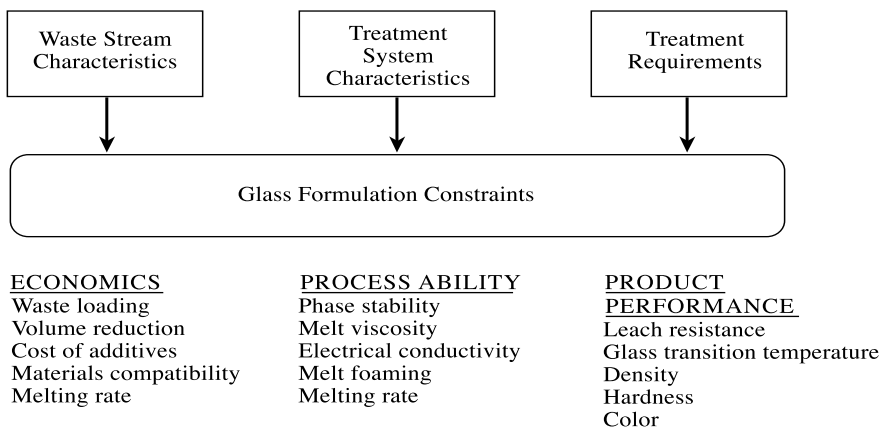 Waste Stream
Characteristics
Treatment
System
Characteristics
Treatment
Requirements
Glass Formulation Constraints
ECONOMICS
Waste loading
Volume reduction
Cost of additives
Materials compatibility
Melting rate
PROCESS ABILITY
Phase stability
Melt viscosity
Electrical conductivity
Melt foaming
Melting rate
PRODUCT
PERFORMANCE
Leach resistance
Glass transition temperature
Density
Hardness
Color